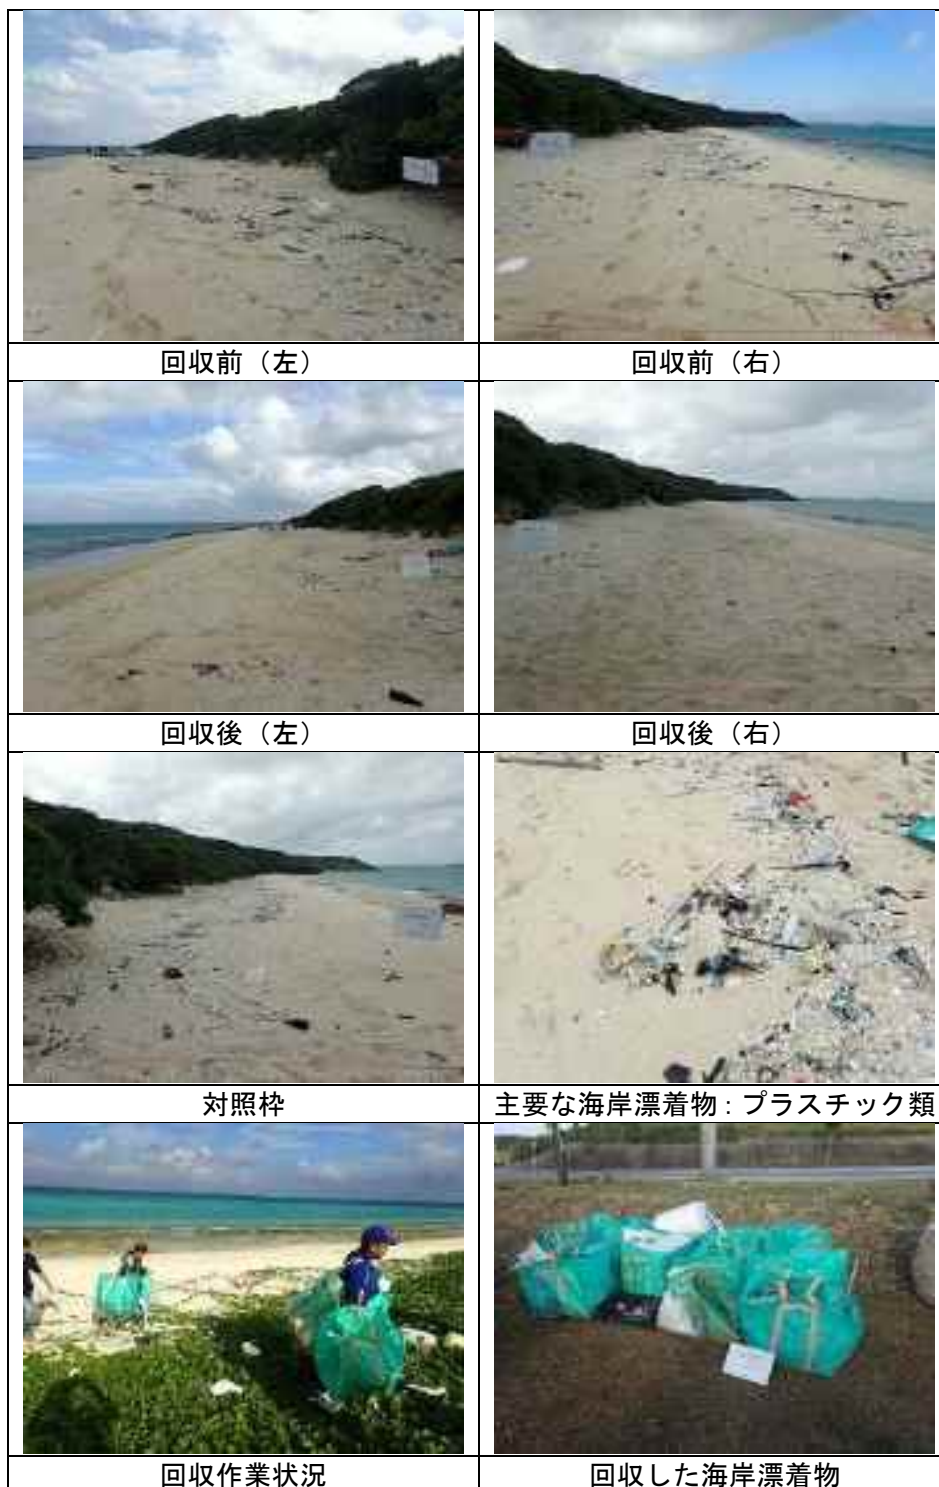 回収前（左）
回収前（右）
回収後（左）
回収後（右）
対照枠
主要な海岸漂着物：プラスチック類
回収作業状況
回収した海岸漂着物